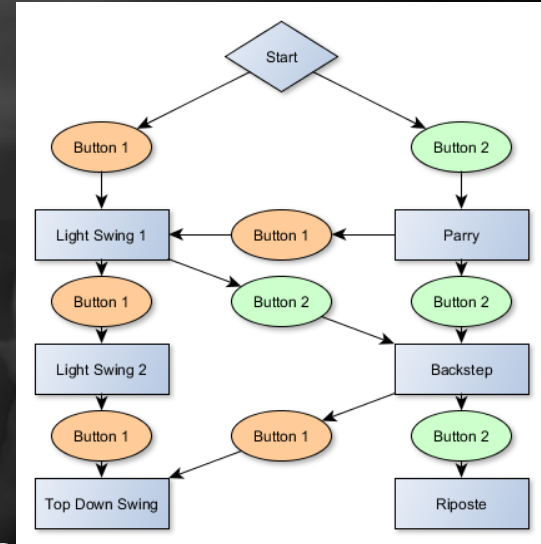 Start
Button 1
Button 2
Light Swing 1
Button 1
Parry
Button 1
Button 2
Button 2
Light Swing 2
Backstep
Button 1
Button 1
Button 2
Top Down Swing
Riposte